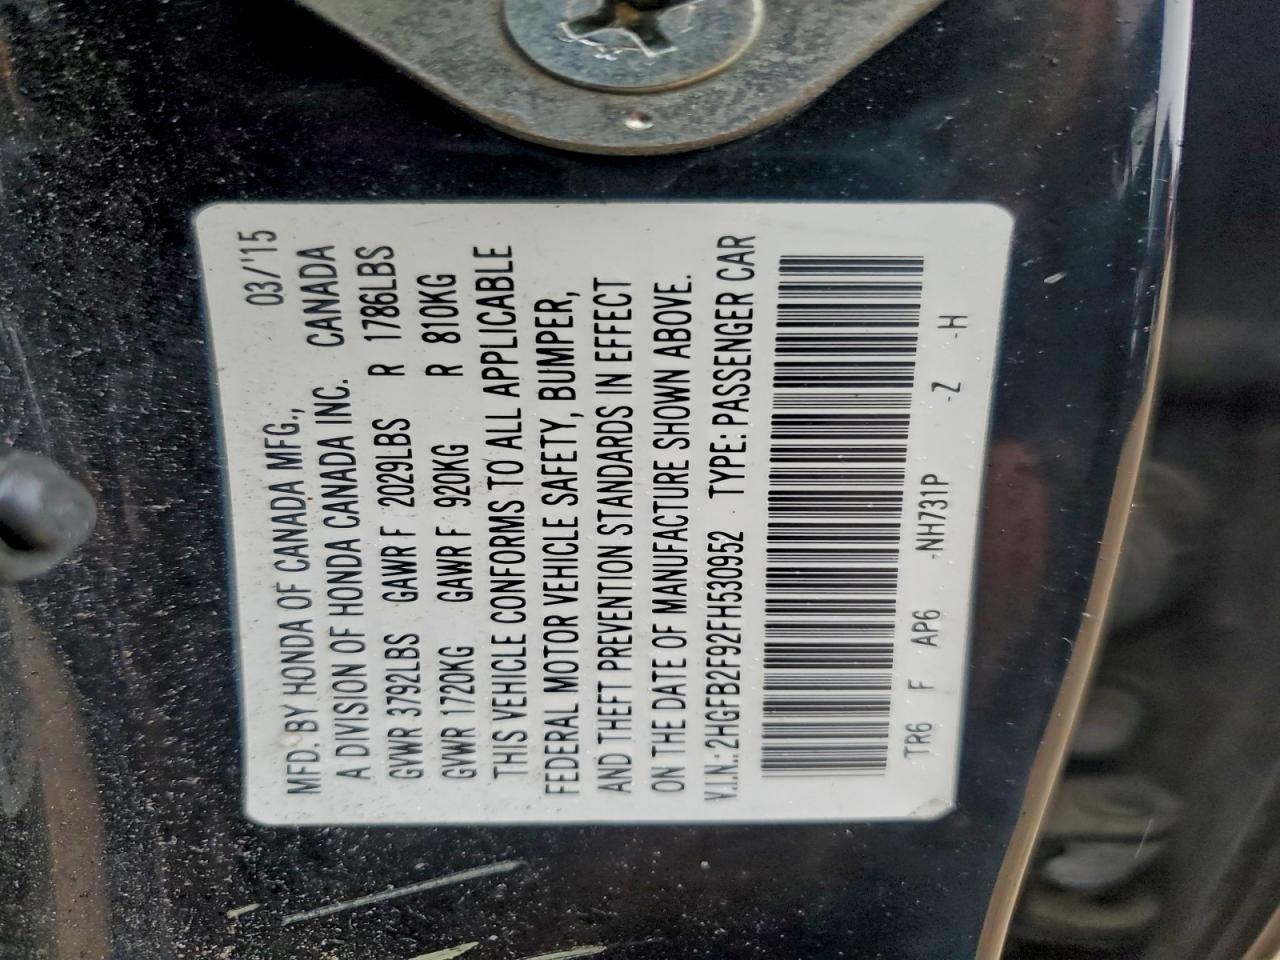 03/'15
MFD. BY HONDA OF CANADA MFG.,
A DIVISION OF HONDA CANADA INC. CANADA
GVWR 3792LBS GAWR F 2029LBS R 1786LBS
GVWR 1720KG GAWR F 920KG R 810KG
THIS VEHICLE CONFORMS TO ALL APPLICABLE
FEDERAL MOTOR VEHICLE SAFETY, BUMPER,
AND THEFT PREVENTION STANDARDS IN EFFECT
ON THE DATE OF MANUFACTURE SHOWN ABOVE.
V.I.N.: 2HGFB2F92FH530952 TYPE: PASSENGER CAR
TR6 F AP6 -NH731P -Z -H